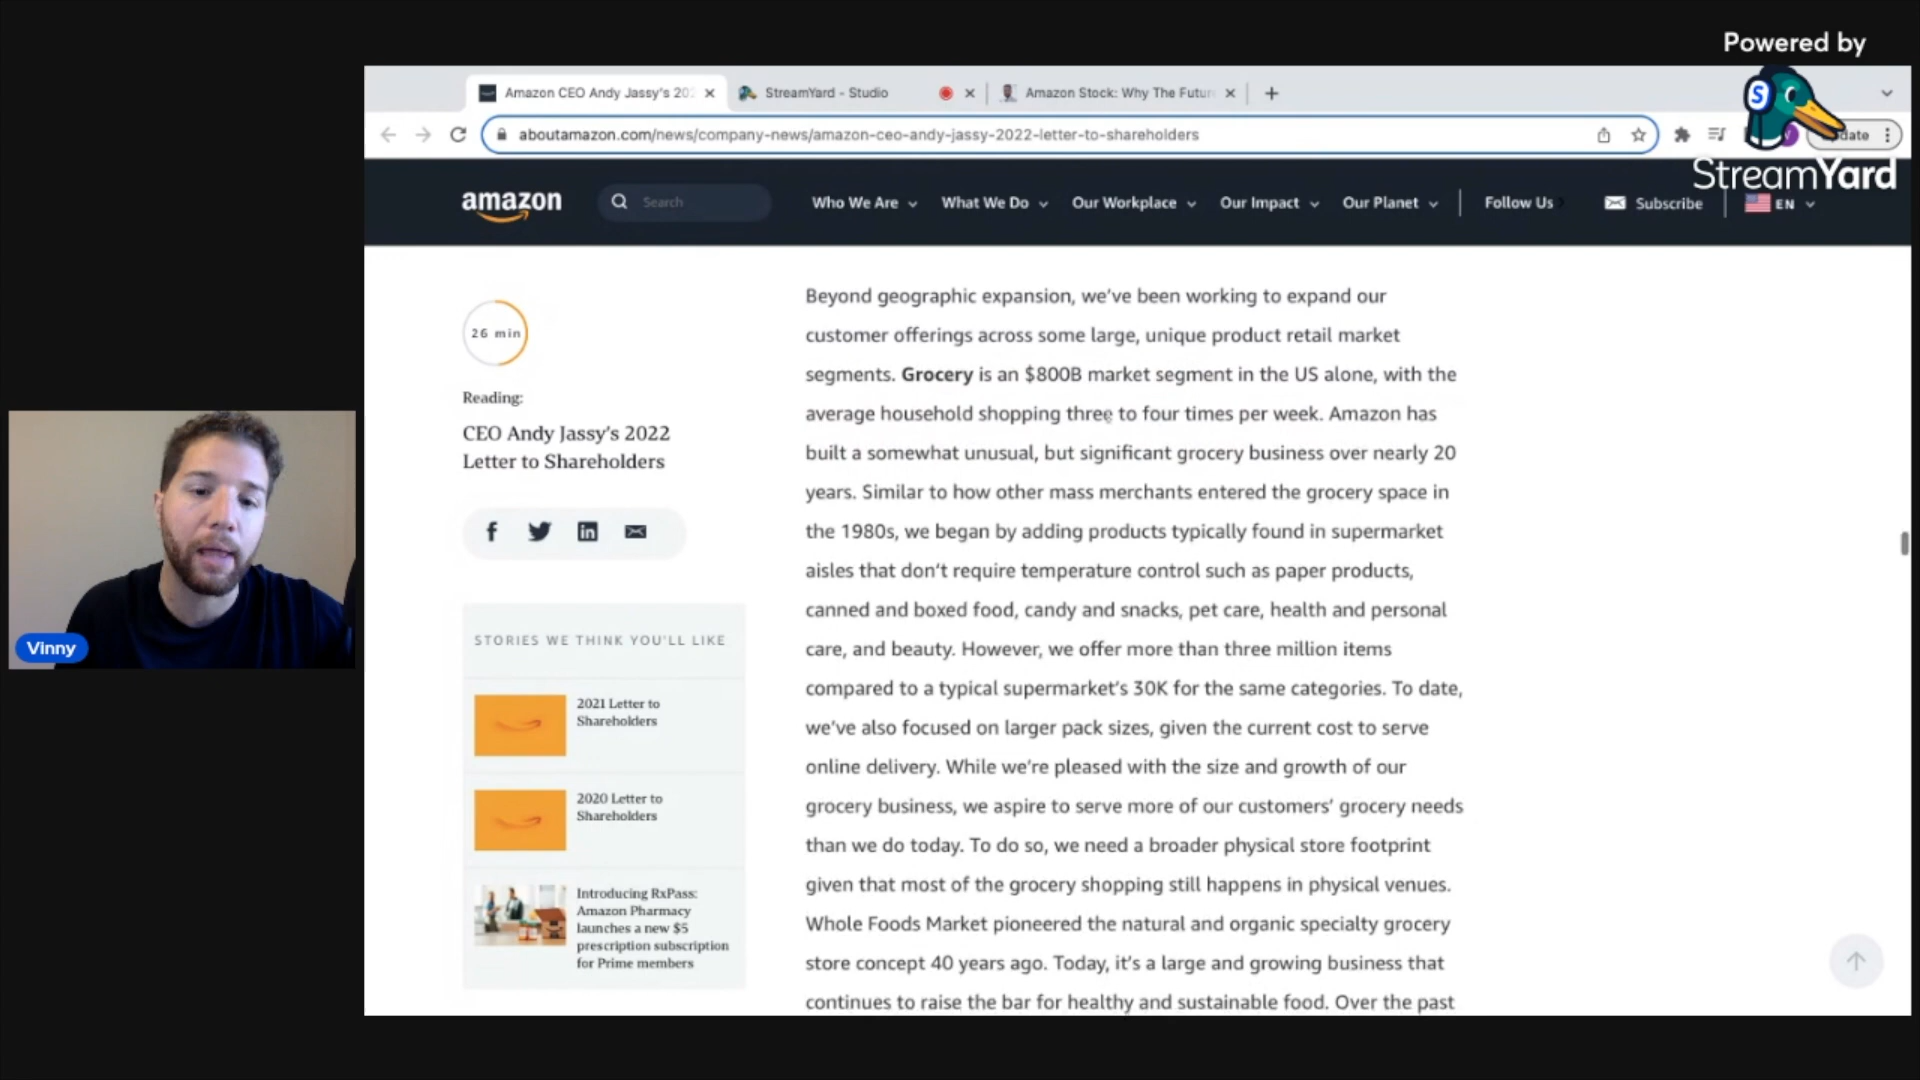 Powered by
StreamYard
Amazon CEO Andy Jassy's 202
StreamYard - Studio
Amazon Stock: Why The Futur
aboutamazon.com/news/company-news/amazon-ceo-andy-jassy-2022-letter-to-shareholders
amazon
Search
Who We Are
What We Do
Our Workplace
Our Impact
Our Planet
Follow Us
Subscribe
EN
26 min
Reading:
CEO Andy Jassy's 2022
Letter to Shareholders
STORIES WE THINK YOU'LL LIKE
2021 Letter to
Shareholders
2020 Letter to
Shareholders
Introducing RxPass:
Amazon Pharmacy
launches a new $5
prescription subscription
for Prime members
Beyond geographic expansion, we've been working to expand our
customer offerings across some large, unique product retail market
segments. Grocery is an $800B market segment in the US alone, with the
average household shopping three to four times per week. Amazon has
built a somewhat unusual, but significant grocery business over nearly 20
years. Similar to how other mass merchants entered the grocery space in
the 1980s, we began by adding products typically found in supermarket
aisles that don't require temperature control such as paper products,
canned and boxed food, candy and snacks, pet care, health and personal
care, and beauty. However, we offer more than three million items
compared to a typical supermarket's 30K for the same categories. To date,
we've also focused on larger pack sizes, given the current cost to serve
online delivery. While we're pleased with the size and growth of our
grocery business, we aspire to serve more of our customers' grocery needs
than we do today. To do so, we need a broader physical store footprint
given that most of the grocery shopping still happens in physical venues.
Whole Foods Market pioneered the natural and organic specialty grocery
store concept 40 years ago. Today, it's a large and growing business that
continues to raise the bar for healthy and sustainable food. Over the past
Vinny